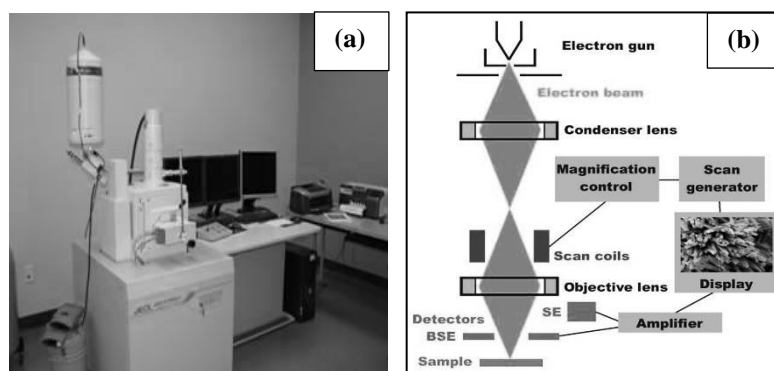 (a)
(b)
Electron gun
Electron beam
Condenser lens
Magnification
control
Scan
generator
Scan coils
Objective lens
Display
Detectors
SE
BSE
Amplifier
Sample